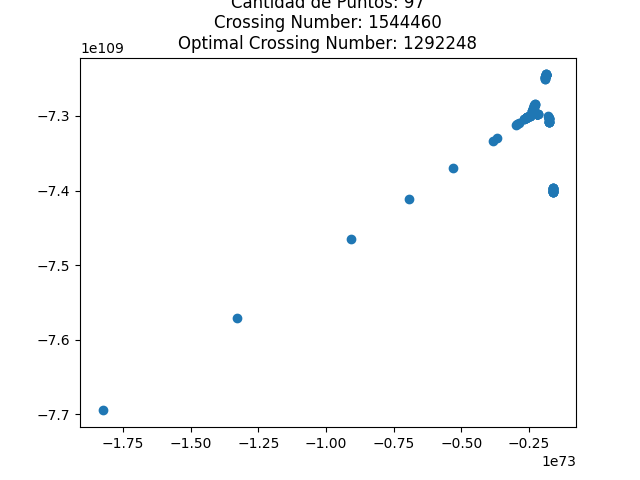 Cantidad de Puntos: 97
Crossing Number: 1544460
Optimal Crossing Number: 1292248
1e109
−7.3
−7.4
−7.5
−7.6
−7.7
−1.75 −1.50 −1.25 −1.00 −0.75 −0.50 −0.25
1e73